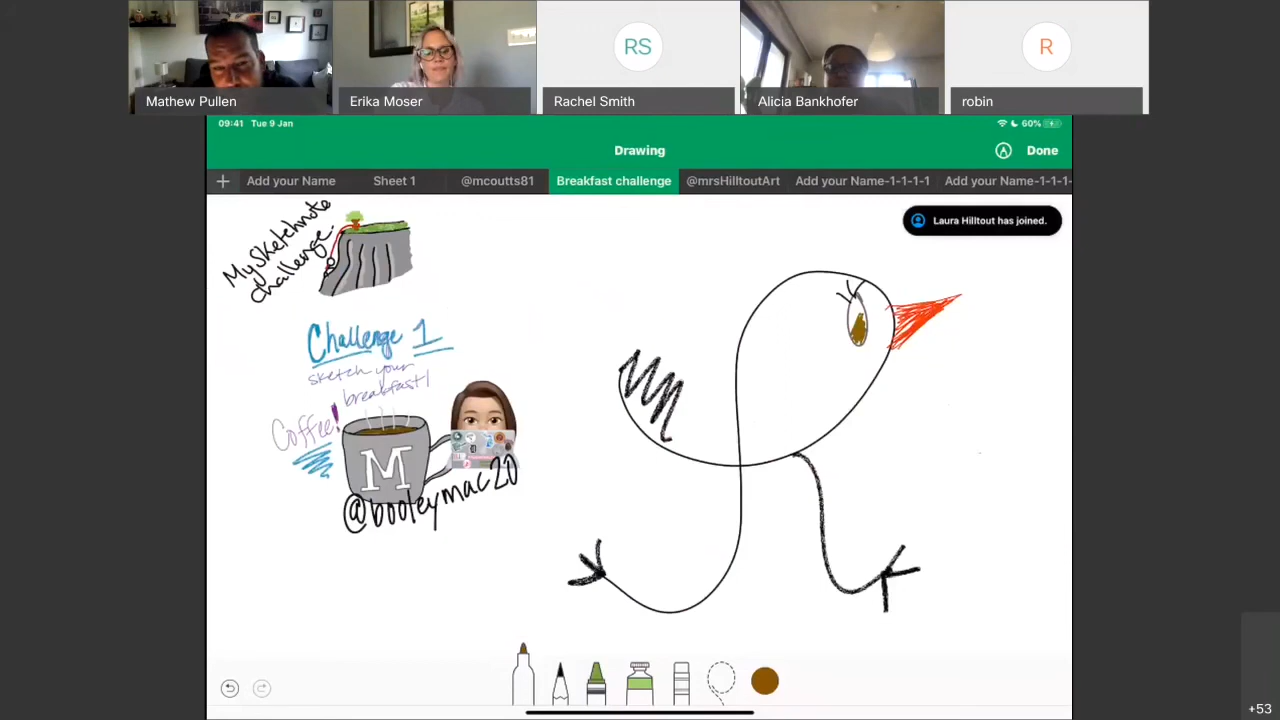 RS
R
Mathew Pullen
Erika Moser
Rachel Smith
Alicia Bankhofer
robin
09:41 Tue 9 Jan
60%
Drawing
Done
+ Add your Name
Sheet 1
@mcoutts81
Breakfast challenge
@mrsHilltoutArt
Add your Name-1-1-1-1
Add your Name-1-1-1-
Laura Hilltout has joined.
My Sketchnote
challenge.
Challenge 1
sketch your
breakfast!
Coffee!
M
@booleymac20
+53